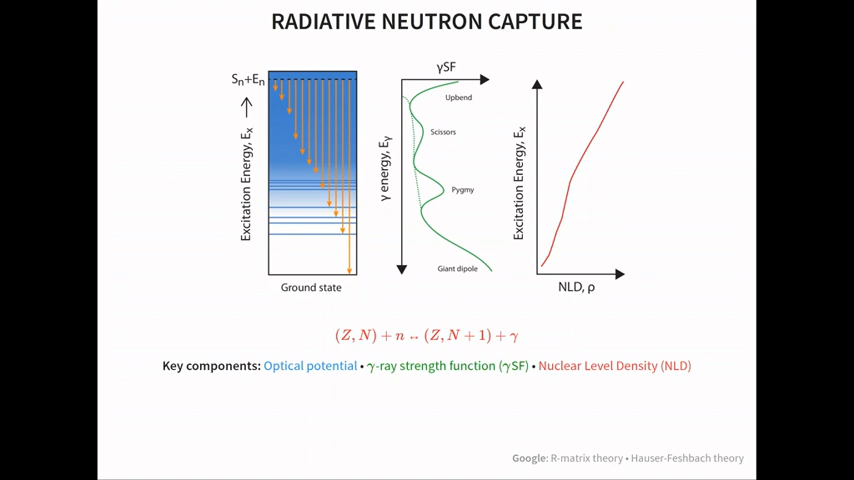 RADIATIVE NEUTRON CAPTURE
Sn+En
Excitation Energy, Ex
Ground state
γSF
γ energy, Eγ
Upbend
Scissors
Pygmy
Giant dipole
Excitation Energy, Ex
NLD, ρ
(Z, N) + n ↔ (Z, N + 1) + γ
Key components: Optical potential • γ-ray strength function (γSF) • Nuclear Level Density (NLD)
Google: R-matrix theory • Hauser-Feshbach theory